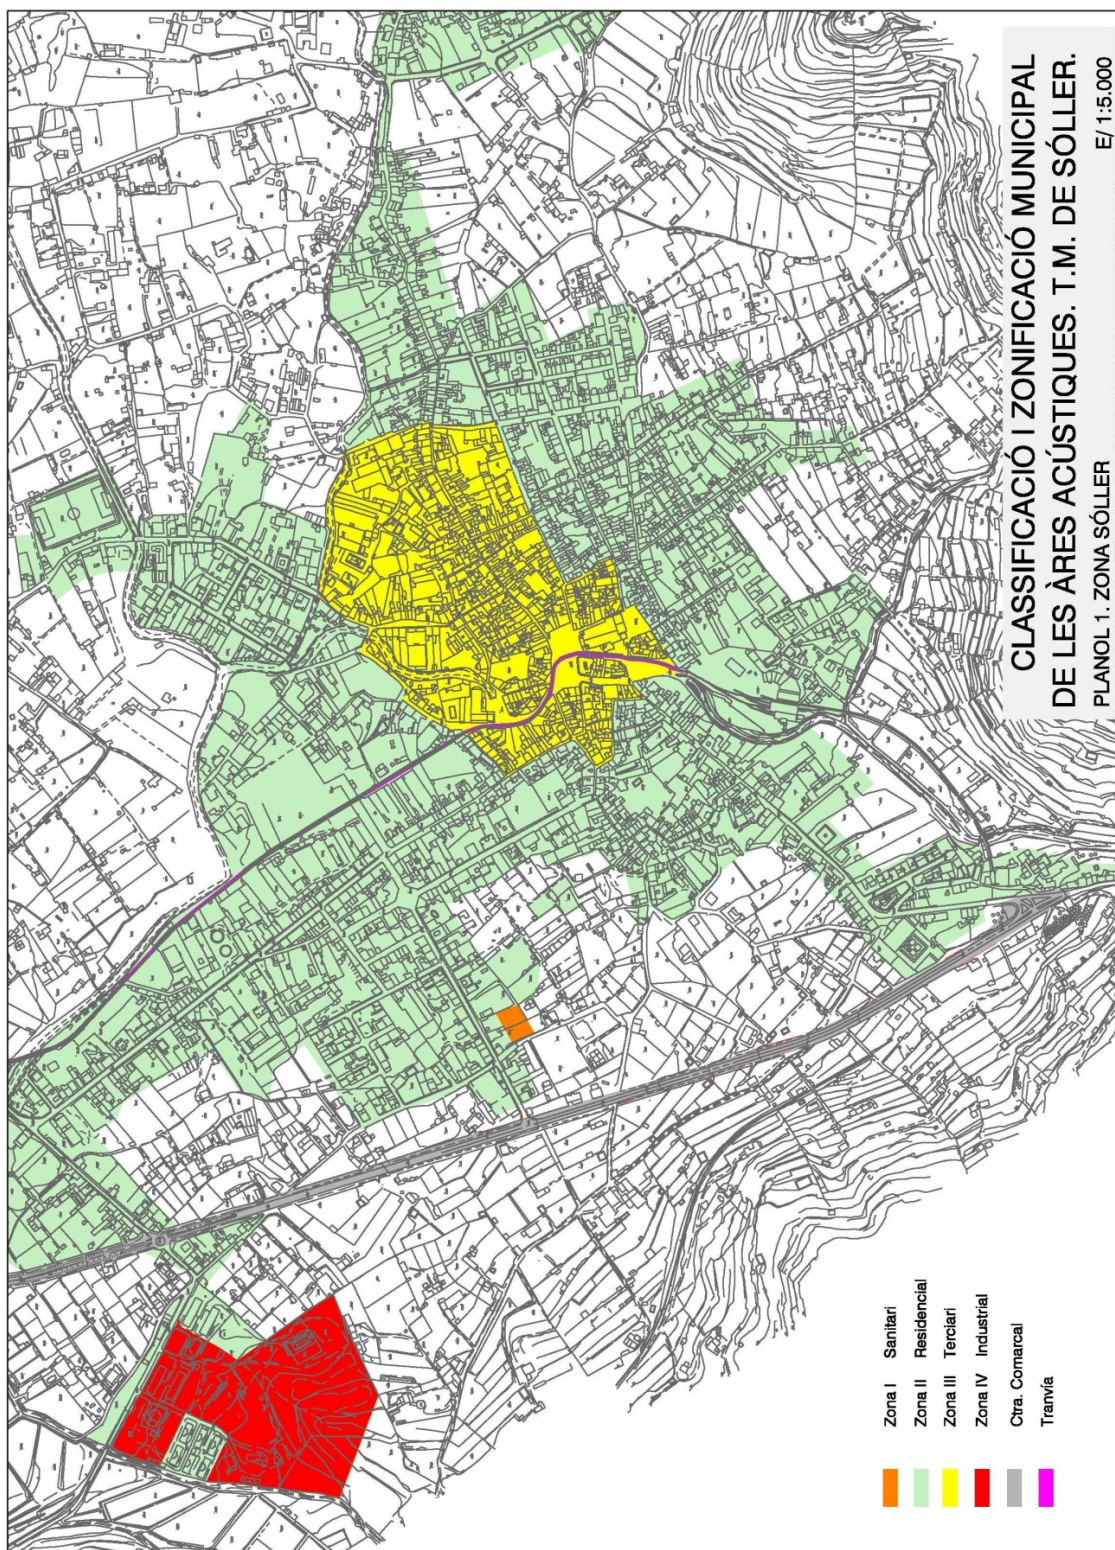 CLASSIFICACIÓ I ZONIFICACIÓ MUNICIPAL
DE LES ÀRES ACÚSTIQUES. T.M. DE SÓLLER.
PLANOL 1. ZONA SÓLLER E/ 1:5.000
Zona I Sanitari
Zona II Residencial
Zona III Terciari
Zona IV Industrial
Ctra. Comarcal
Tranvía